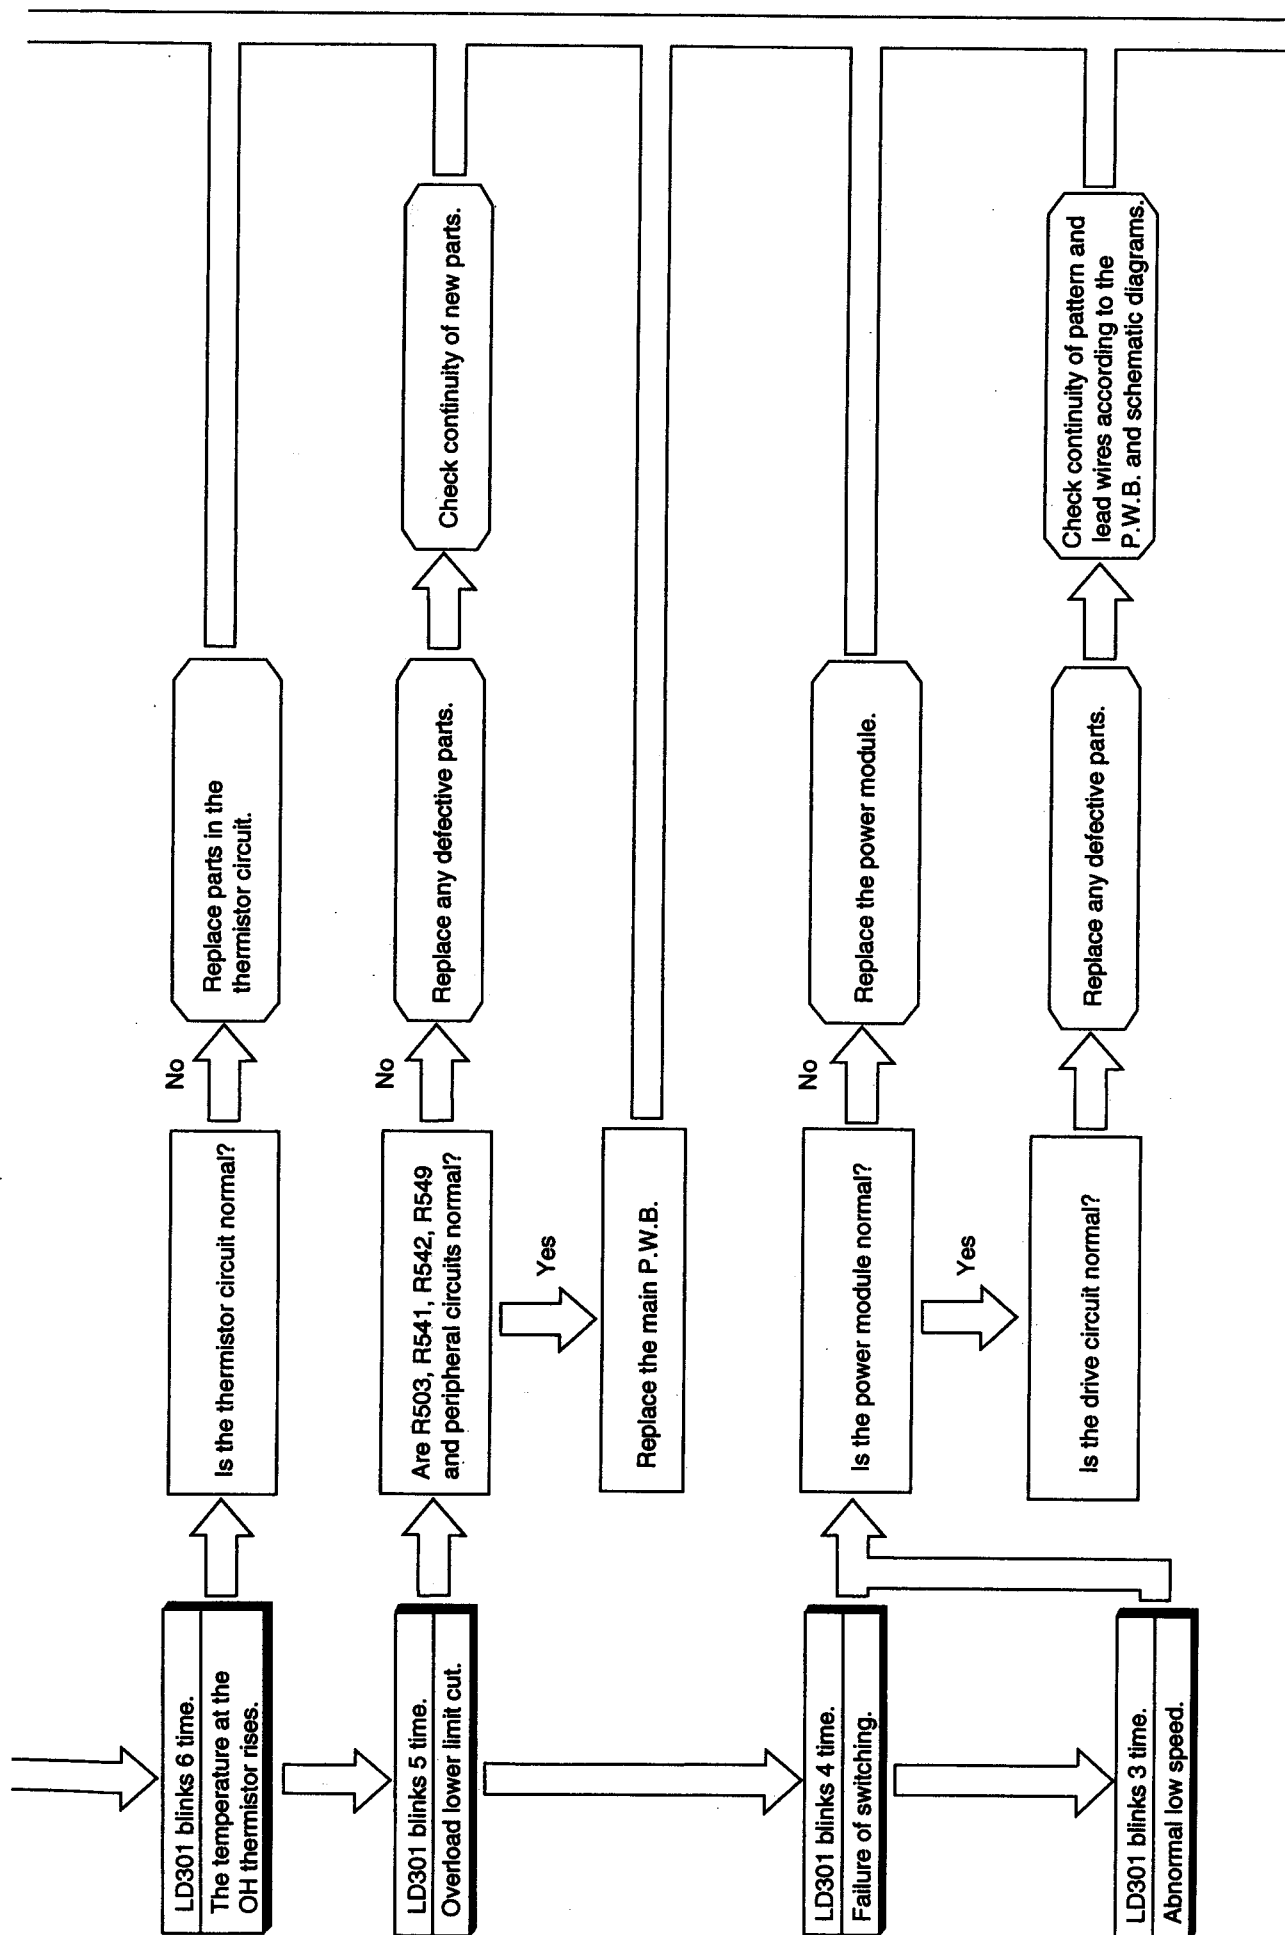 LD301 blinks 6 time.
The temperature at the
OH thermistor rises.
Is the thermistor circuit normal?
No
Replace parts in the
thermistor circuit.
LD301 blinks 5 time.
Overload lower limit cut.
Are R503, R541, R542, R549
and peripheral circuits normal?
No
Replace any defective parts.
Check continuity of new parts.
Yes
Replace the main P.W.B.
LD301 blinks 4 time.
Failure of switching.
Is the power module normal?
No
Replace the power module.
Yes
LD301 blinks 3 time.
Abnormal low speed.
Is the drive circuit normal?
Replace any defective parts.
Check continuity of pattern and
lead wires according to the
P.W.B. and schematic diagrams.